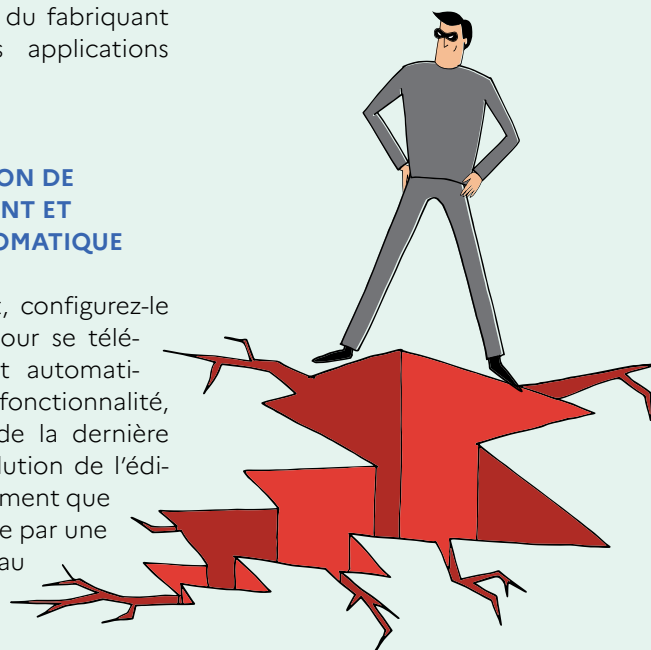 du fabriquant
s applications
ON DE
NT ET
OMATIQUE
, configurez-le
our se télé-
t automati-
fonctionnalité,
de la dernière
lution de l'édi-
ment que
e par une
au